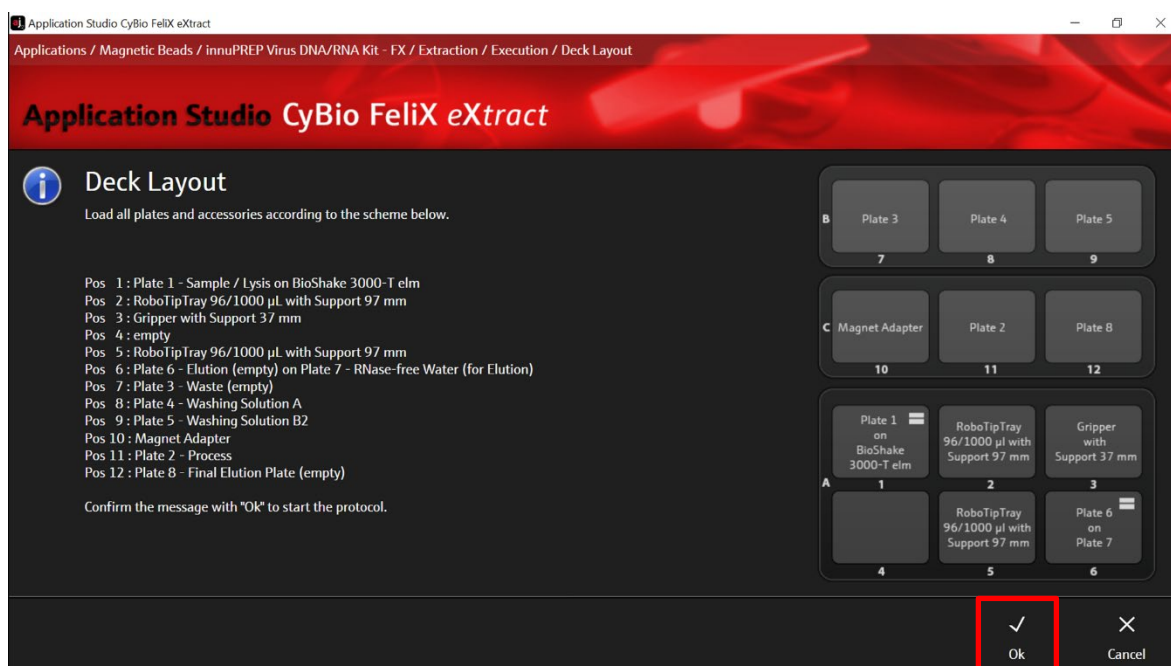 Application Studio CyBio FeliX eXtract
Applications / Magnetic Beads / innuPREP Virus DNA/RNA Kit - FX / Extraction / Execution / Deck Layout
Application Studio CyBio FeliX eXtract
Deck Layout
Load all plates and accessories according to the scheme below.
Pos 1 : Plate 1 - Sample / Lysis on BioShake 3000-T elm
Pos 2 : RoboTipTray 96/1000 µL with Support 97 mm
Pos 3 : Gripper with Support 37 mm
Pos 4 : empty
Pos 5 : RoboTipTray 96/1000 µL with Support 97 mm
Pos 6 : Plate 6 - Elution (empty) on Plate 7 - RNase-free Water (for Elution)
Pos 7 : Plate 3 - Waste (empty)
Pos 8 : Plate 4 - Washing Solution A
Pos 9 : Plate 5 - Washing Solution B2
Pos 10 : Magnet Adapter
Pos 11 : Plate 2 - Process
Pos 12 : Plate 8 - Final Elution Plate (empty)
Confirm the message with "Ok" to start the protocol.
B Plate 3 Plate 4 Plate 5
7 8 9
C Magnet Adapter Plate 2 Plate 8
10 11 12
Plate 1
on
BioShake
3000-T elm
RoboTipTray
96/1000 µl with
Support 97 mm
Gripper
with
Support 37 mm
A 1 2 3
RoboTipTray
96/1000 µl with
Support 97 mm
Plate 6
on
Plate 7
4 5 6
Ok Cancel